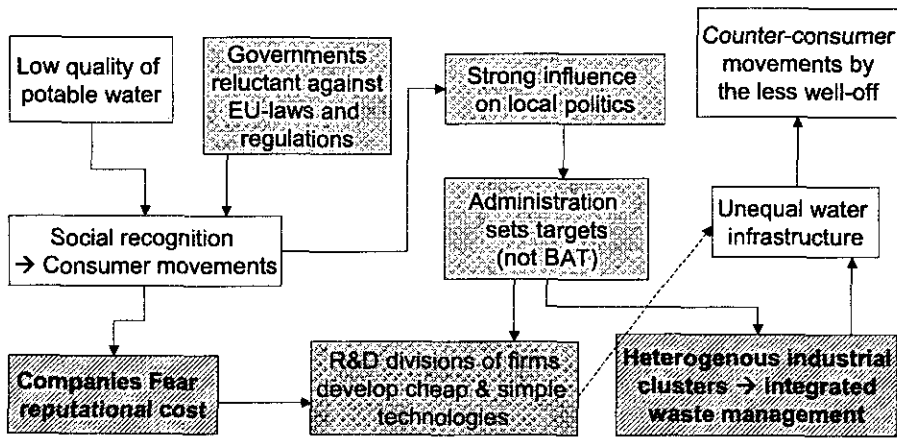 Low quality of
potable water
Governments
reluctant against
EU-laws and
regulations
Strong influence
on local politics
Counter-consumer
movements by
the less well-off
Social recognition
→ Consumer movements
Administration
sets targets
(not BAT)
Unequal water
infrastructure
Companies Fear
reputational cost
R&D divisions of firms
develop cheap & simple
technologies
Heterogenous industrial
clusters → integrated
waste management